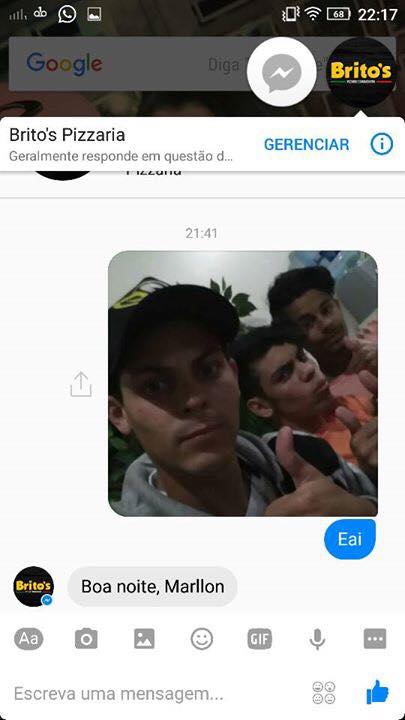 68
22:17
Google
Diga
Brito's
Brito's Pizzaria
Geralmente responde em questão d...
GERENCIAR
Pizzaria
21:41
Eai
Brito's
Boa noite, Marllon
Aa
GIF
Escreva uma mensagem...